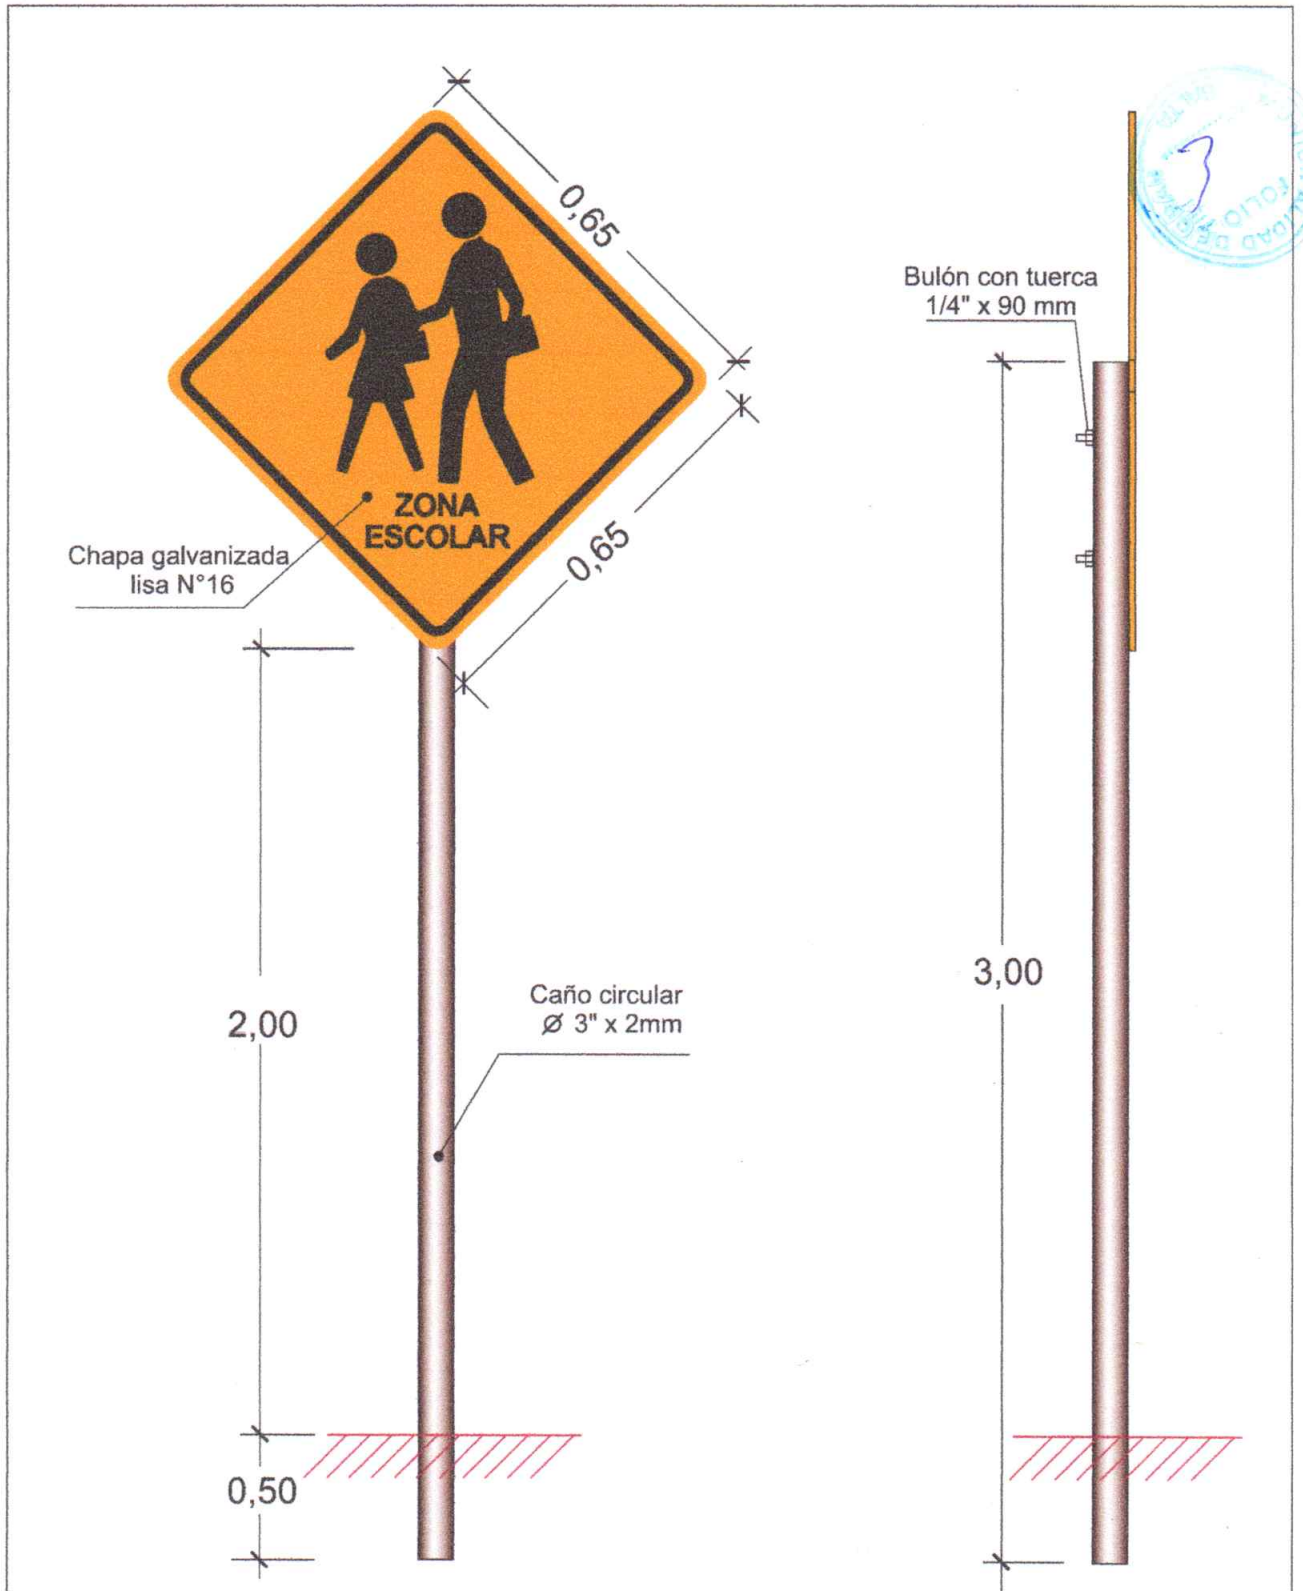 0,65
Bulón con tuerca
1/4" x 90 mm
ZONA
ESCOLAR
0,65
Chapa galvanizada
lisa N°16
2,00
3,00
Caño circular
Ø 3" x 2mm
0,50
FOLIO